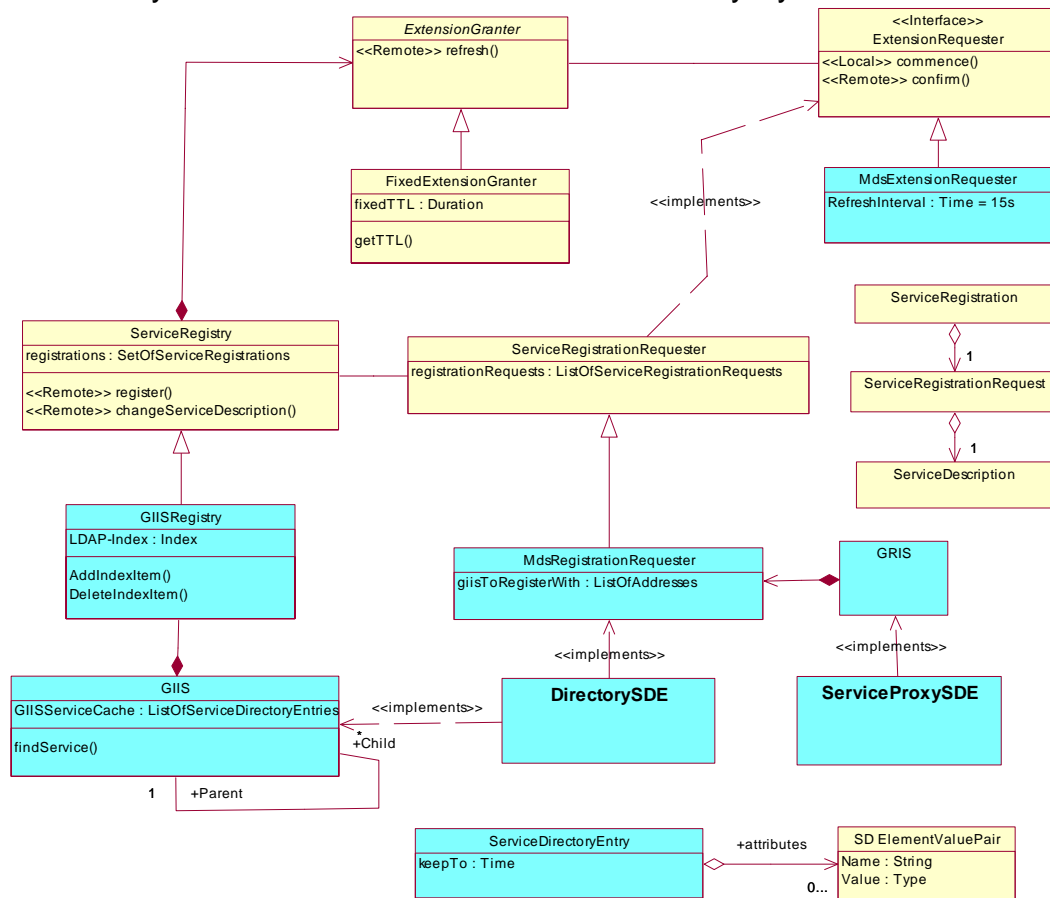 ExtensionGranter
<<Remote>> refresh()
<<Interface>>
ExtensionRequester
<<Local>> commence()
<<Remote>> confirm()
FixedExtensionGranter
fixedTTL : Duration
getTTL()
MdsExtensionRequester
RefreshInterval : Time = 15s
<<implements>>
ServiceRegistration
1
ServiceRegistrationRequest
1
ServiceDescription
ServiceRegistry
registrations : SetOfServiceRegistrations
<<Remote>> register()
<<Remote>> changeServiceDescription()
ServiceRegistrationRequester
registrationRequests : ListOfServiceRegistrationRequests
GIISRegistry
LDAP-Index : Index
AddIndexItem()
DeleteIndexItem()
MdsRegistrationRequester
giisToRegisterWith : ListOfAddresses
GRIS
<<implements>>
<<implements>>
GIIS
GIISServiceCache : ListOfServiceDirectoryEntries
findService()
<<implements>>
DirectorySDE
ServiceProxySDE
*
+Child
1
+Parent
ServiceDirectoryEntry
keepTo : Time
+attributes
0...
SD ElementValuePair
Name : String
Value : Type